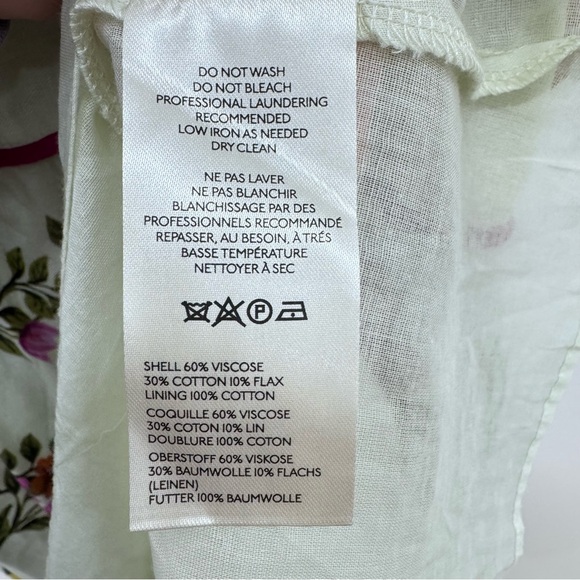 DO NOT WASH
DO NOT BLEACH
PROFESSIONAL LAUNDERING
RECOMMENDED
LOW IRON AS NEEDED
DRY CLEAN
NE PAS LAVER
NE PAS BLANCHIR
BLANCHISSAGE PAR DES
PROFESSIONNELS RECOMMANDÉ
REPASSER, AU BESOIN, À TRÉS
BASSE TEMPÉRATURE
NETTOYER À SEC
P
SHELL 60% VISCOSE
30% COTTON 10% FLAX
LINING 100% COTTON
COQUILLE 60% VISCOSE
30% COTON 10% LIN
DOUBLURE 100% COTON
OBERSTOFF 60% VISKOSE
30% BAUMWOLLE 10% FLACHS
(LEINEN)
FUTTER 100% BAUMWOLLE